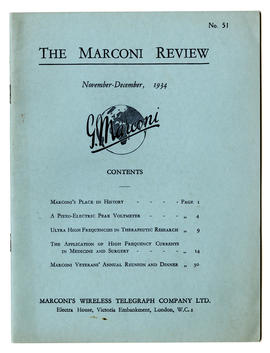 No. 51
THE MARCONI REVIEW
November-December, 1934
G. Marconi
CONTENTS
MARCONI'S PLACE IN HISTORY - - - - PAGE 1
A PIEZO-ELECTRIC PEAK VOLTMETER - - - „ 4
ULTRA HIGH FREQUENCIES IN THERAPEUTIC RESEARCH „ 9
THE APPLICATION OF HIGH FREQUENCY CURRENTS
IN MEDICINE AND SURGERY - - - - „ 14
MARCONI VETERANS' ANNUAL REUNION AND DINNER „ 30
MARCONI'S WIRELESS TELEGRAPH COMPANY LTD.
Electra House, Victoria Embankment, London, W.C.2